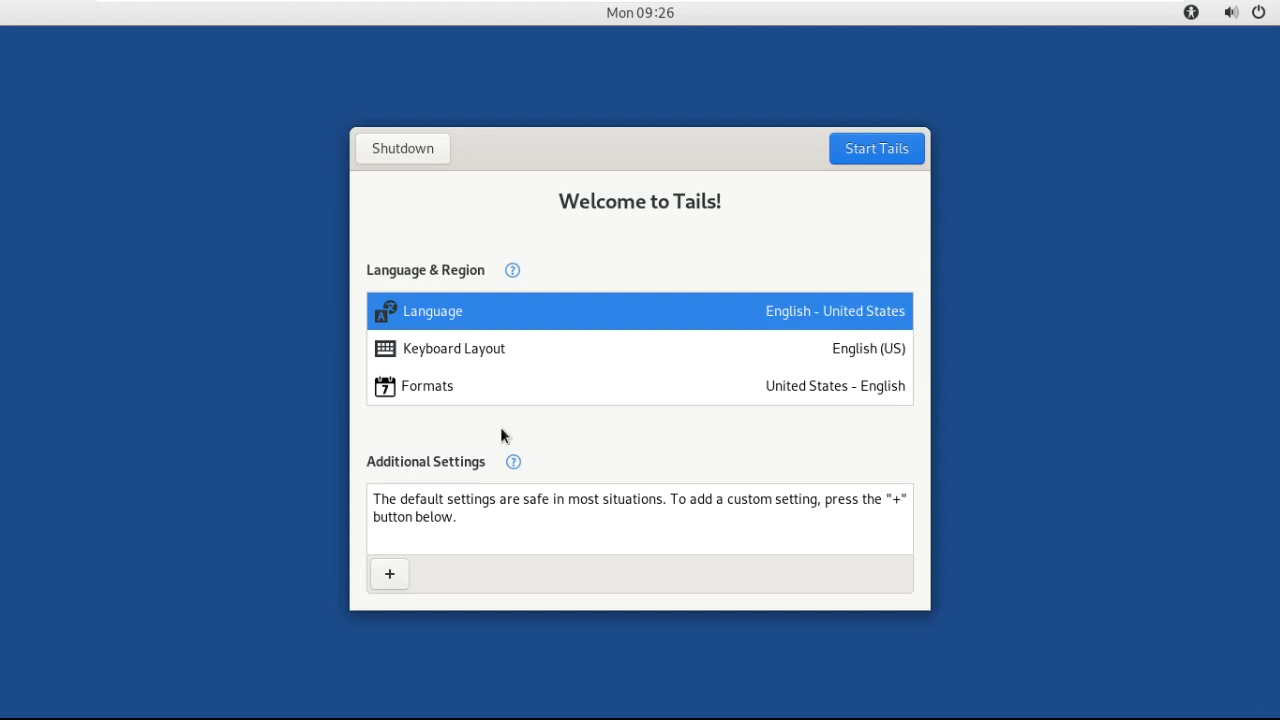 Mon 09:26
Shutdown
Start Tails
Welcome to Tails!
Language & Region
Language English - United States
Keyboard Layout English (US)
Formats United States - English
Additional Settings
The default settings are safe in most situations. To add a custom setting, press the "+"
button below.
+